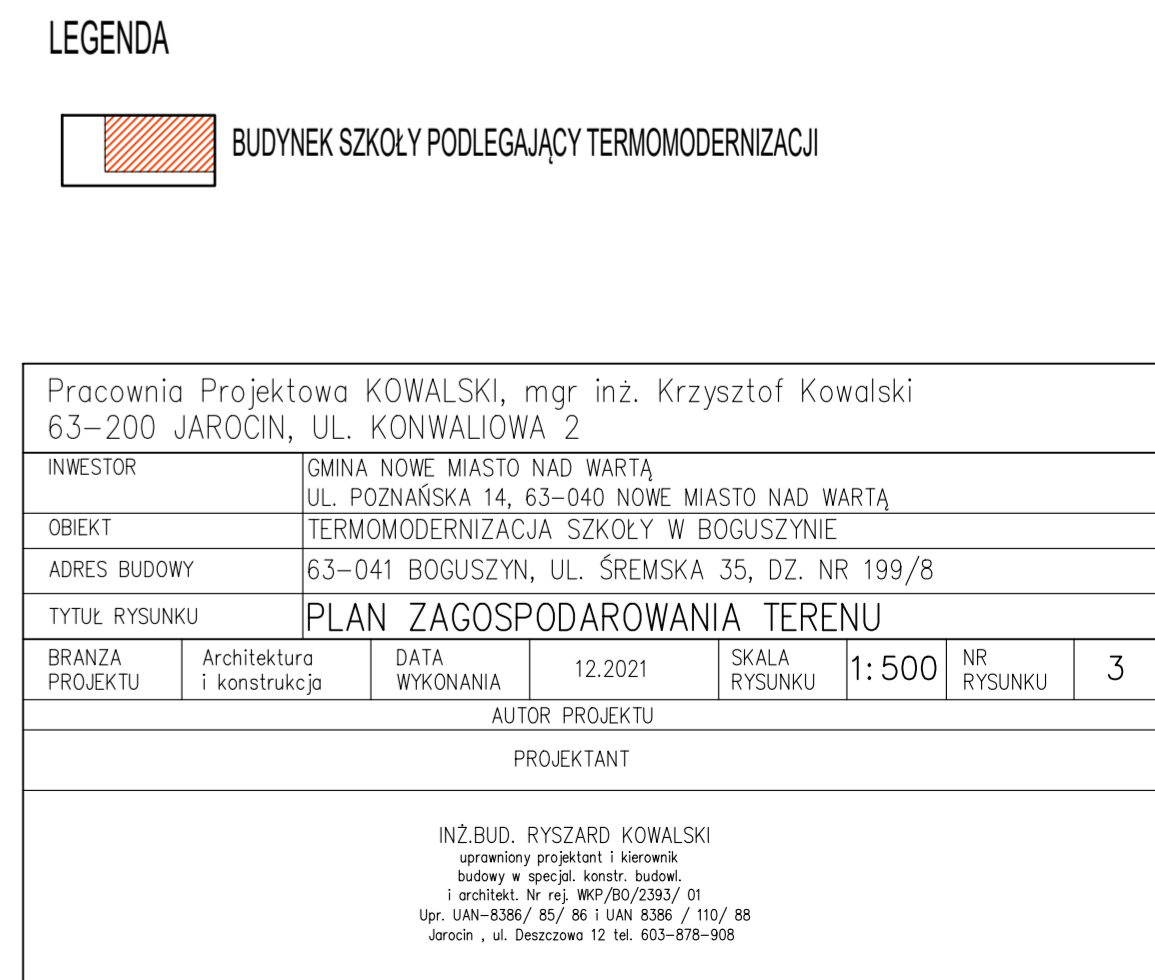 LEGENDA
BUDYNEK SZKOŁY PODLEGAJĄCY TERMOMODERNIZACJI
Pracownia Projektowa KOWALSKI, mgr inż. Krzysztof Kowalski
63-200 JAROCIN, UL. KONWALIOWA 2
INWESTOR
GMINA NOWE MIASTO NAD WARTĄ
UL. POZNAŃSKA 14, 63-040 NOWE MIASTO NAD WARTĄ
OBIEKT
TERMOMODERNIZACJA SZKOŁY W BOGUSZYNIE
ADRES BUDOWY
63-041 BOGUSZYN, UL. ŚREMSKA 35, DZ. NR 199/8
TYTUŁ RYSUNKU
PLAN ZAGOSPODAROWANIA TERENU
BRANZA
PROJEKTU
Architektura
i konstrukcja
DATA
WYKONANIA
12.2021
SKALA
RYSUNKU
1:500
NR
RYSUNKU
3
AUTOR PROJEKTU
PROJEKTANT
INŻ.BUD. RYSZARD KOWALSKI
uprawniony projektant i kierownik
budowy w specjal. konstr. budowl.
i architekt. Nr rej. WKP/BO/2393/ 01
Upr. UAN-8386/ 85/ 86 i UAN 8386 / 110/ 88
Jarocin , ul. Deszczowa 12 tel. 603-878-908